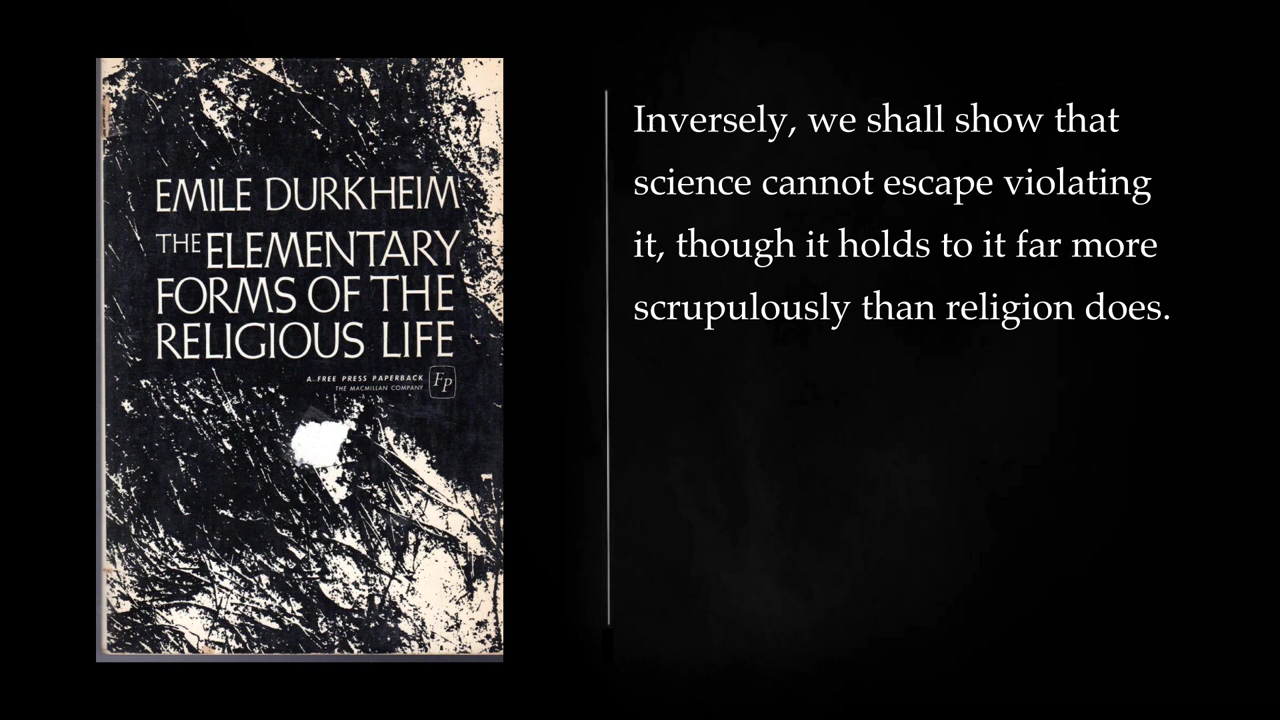 EMILE DURKHEIM
THE ELEMENTARY
FORMS OF THE
RELIGIOUS LIFE
A FREE PRESS PAPERBACK
THE MACMILLAN COMPANY
FP
Inversely, we shall show that
science cannot escape violating
it, though it holds to it far more
scrupulously than religion does.